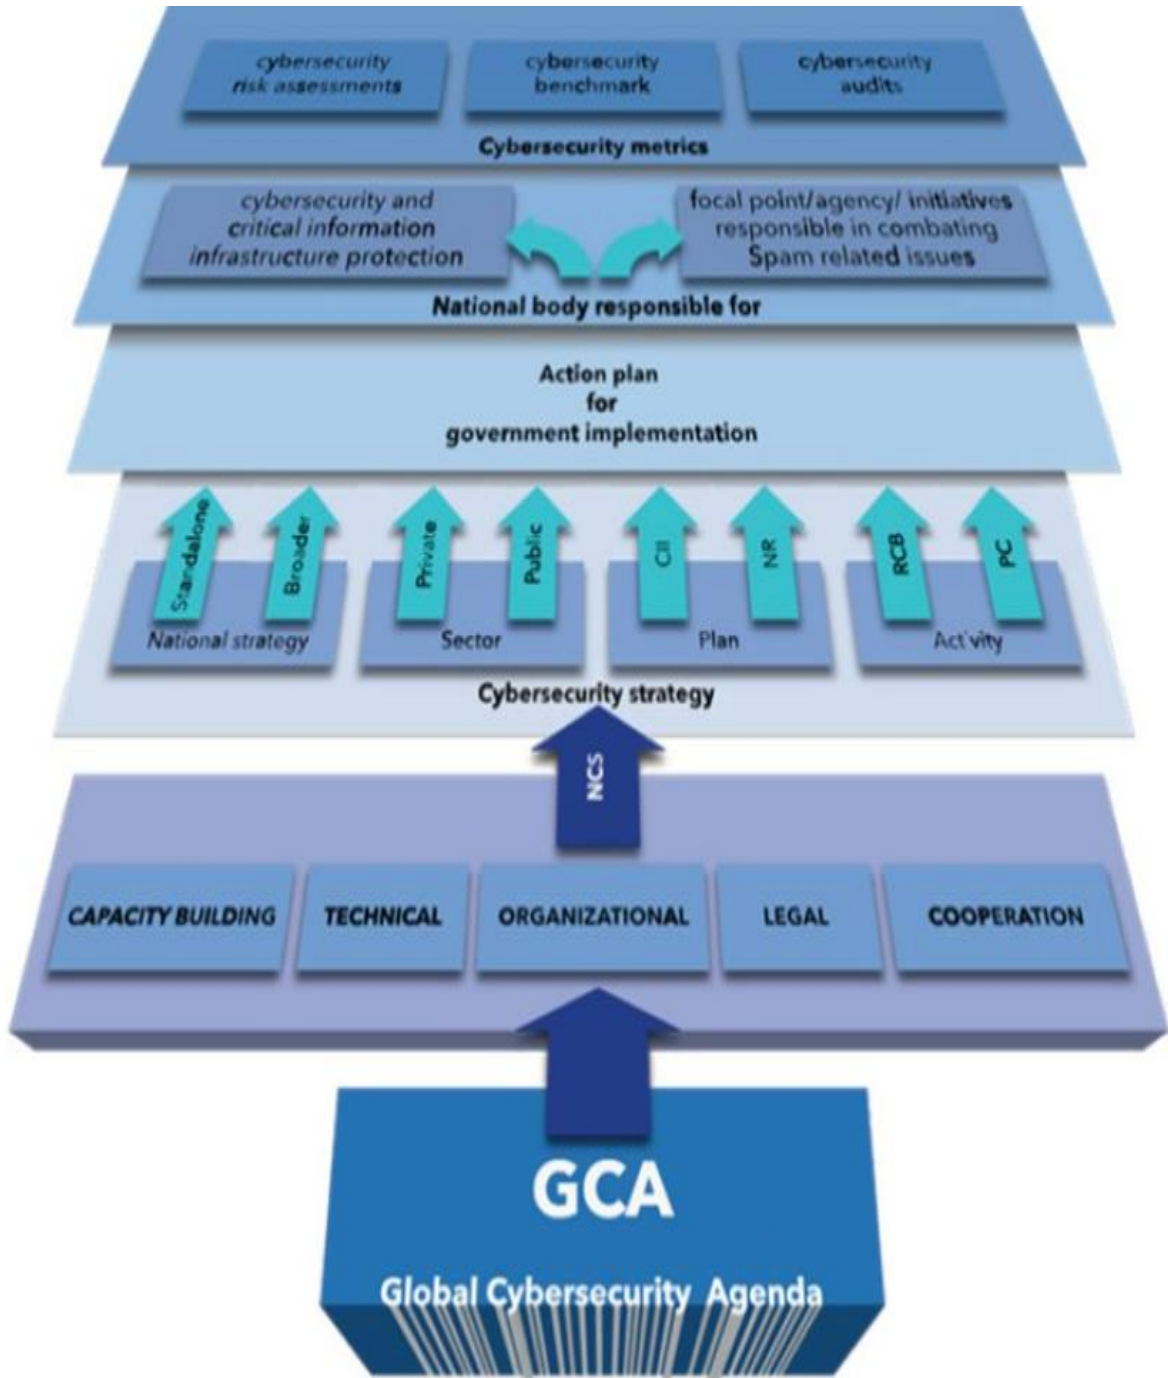 cybersecurity
risk assessments
cybersecurity
benchmark
cybersecurity
audits
Cybersecurity metrics
cybersecurity and
critical information
infrastructure protection
focal point/agency/ initiatives
responsible in combating
Spam related issues
National body responsible for
Action plan
for
government implementation
Standalone
Broader
Private
Public
CII
NR
RCB
PC
National strategy
Sector
Plan
Activity
Cybersecurity strategy
NCS
CAPACITY BUILDING
TECHNICAL
ORGANIZATIONAL
LEGAL
COOPERATION
GCA
Global Cybersecurity Agenda